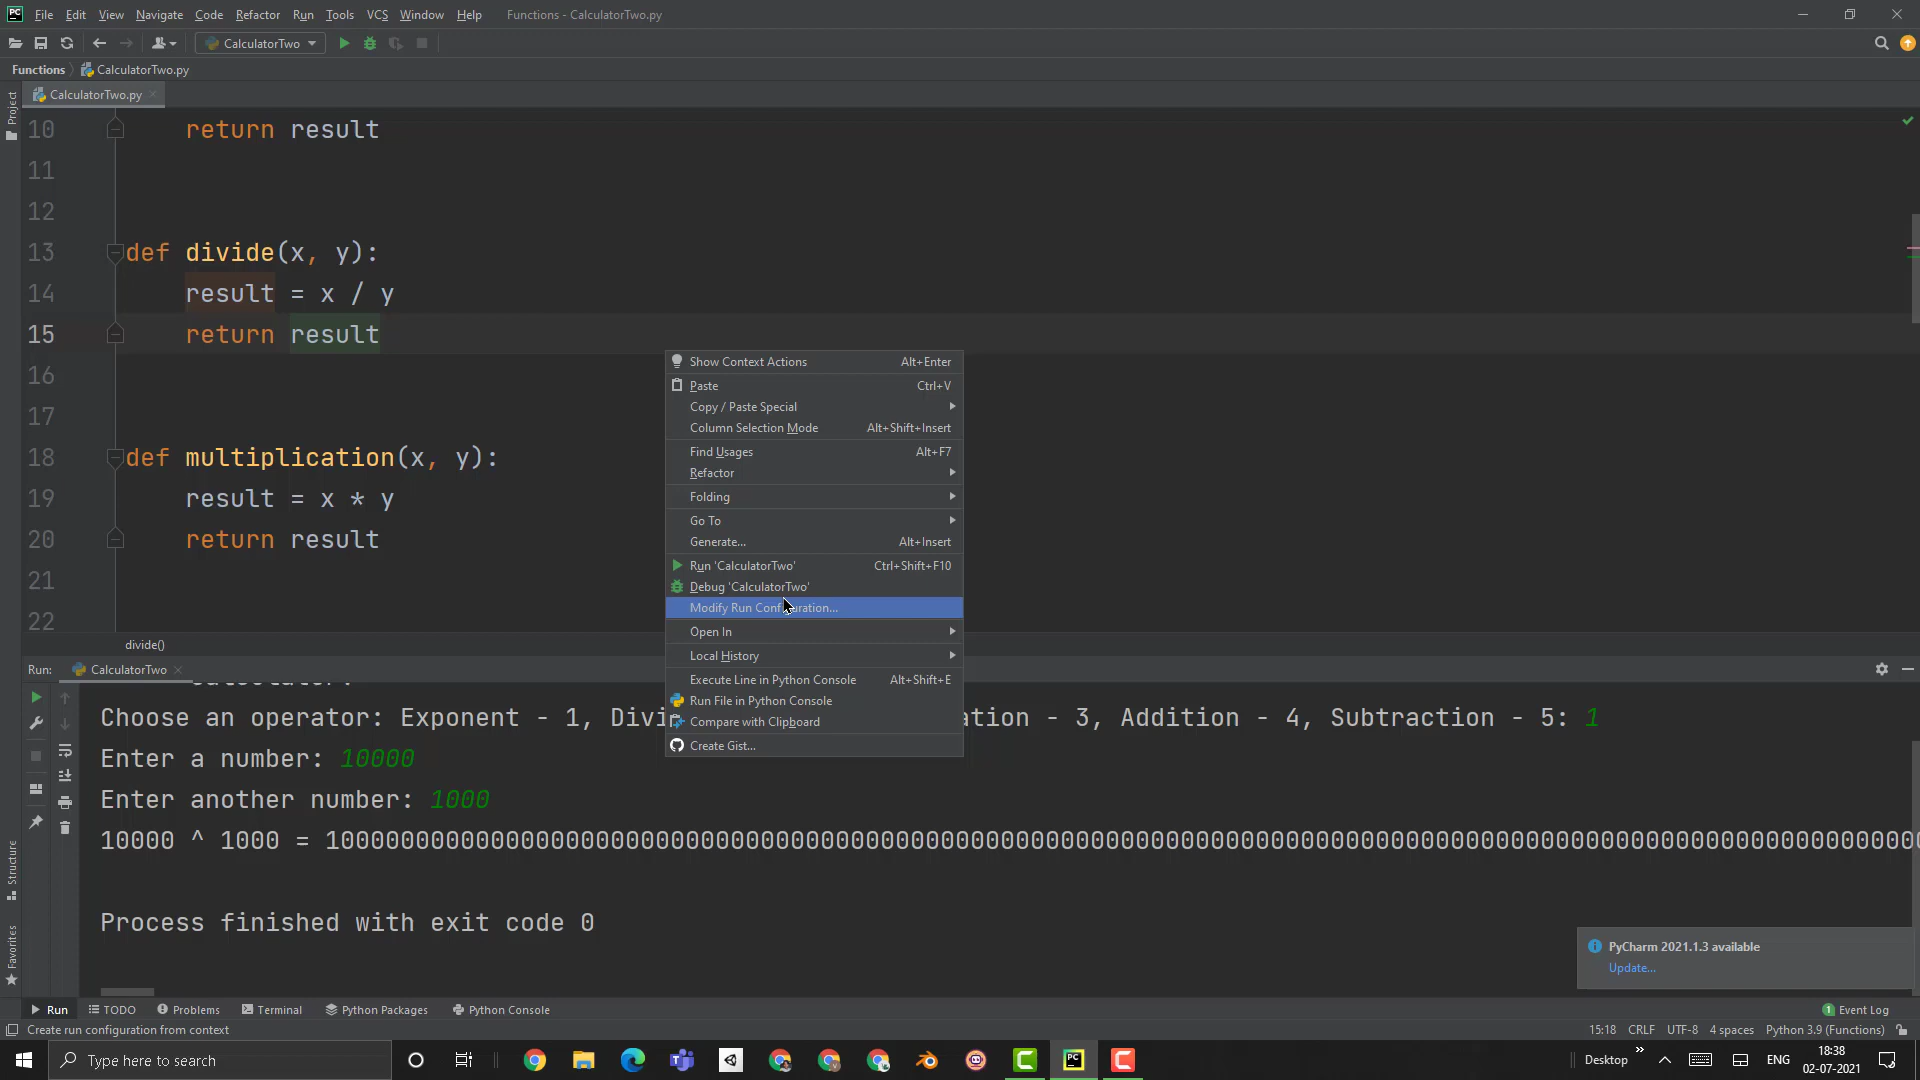 PC File Edit View Navigate Code Refactor Run Tools VCS Window Help Functions - CalculatorTwo.py
CalculatorTwo
Functions CalculatorTwo.py
CalculatorTwo.py
Project
10 return result
11
12
13 def divide(x, y):
14 result = x / y
15 return result
16
17
18 def multiplication(x, y):
19 result = x * y
20 return result
21
22
Show Context Actions Alt+Enter
Paste Ctrl+V
Copy / Paste Special
Column Selection Mode Alt+Shift+Insert
Find Usages Alt+F7
Refactor
Folding
Go To
Generate... Alt+Insert
Run 'CalculatorTwo' Ctrl+Shift+F10
Debug 'CalculatorTwo'
Modify Run Configuration...
Open In
Local History
Execute Line in Python Console Alt+Shift+E
Run File in Python Console
Compare with Clipboard
Create Gist...
divide()
Run: CalculatorTwo
Choose an operator: Exponent - 1, Divi ation - 3, Addition - 4, Subtraction - 5: 1
Enter a number: 10000
Enter another number: 1000
Process finished with exit code 0
Structure
Favorites
PyCharm 2021.1.3 available
Update...
Run TODO Problems Terminal Python Packages Python Console 1 Event Log
Create run configuration from context 15:18 CRLF UTF-8 4 spaces Python 3.9 (Functions)
Type here to search
PC
Desktop ENG 18:38
02-07-2021